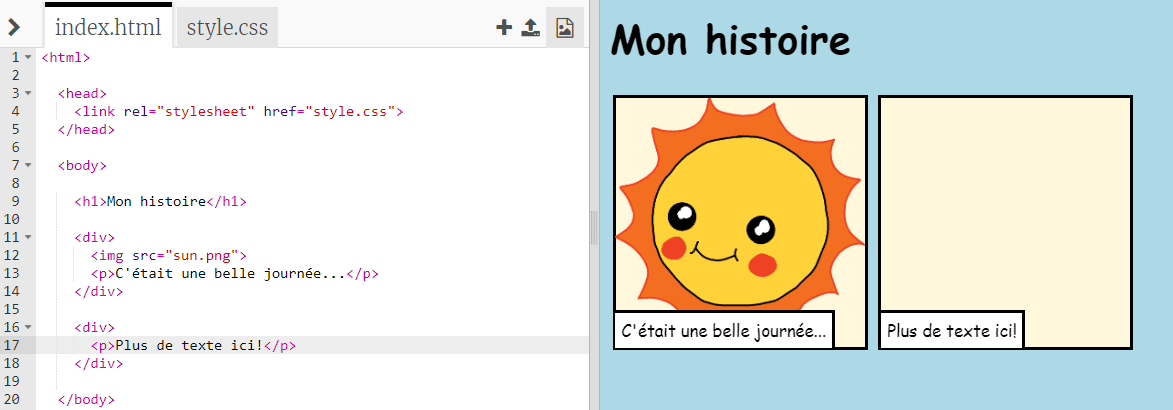 index.html style.css
1 <html>
2
3 <head>
4 <link rel="stylesheet" href="style.css">
5 </head>
6
7 <body>
8
9 <h1>Mon histoire</h1>
10
11 <div>
12 <img src="sun.png">
13 <p>C'était une belle journée...</p>
14 </div>
15
16 <div>
17 <p>Plus de texte ici!</p>
18 </div>
19
20 </body>
Mon histoire
C'était une belle journée...
Plus de texte ici!